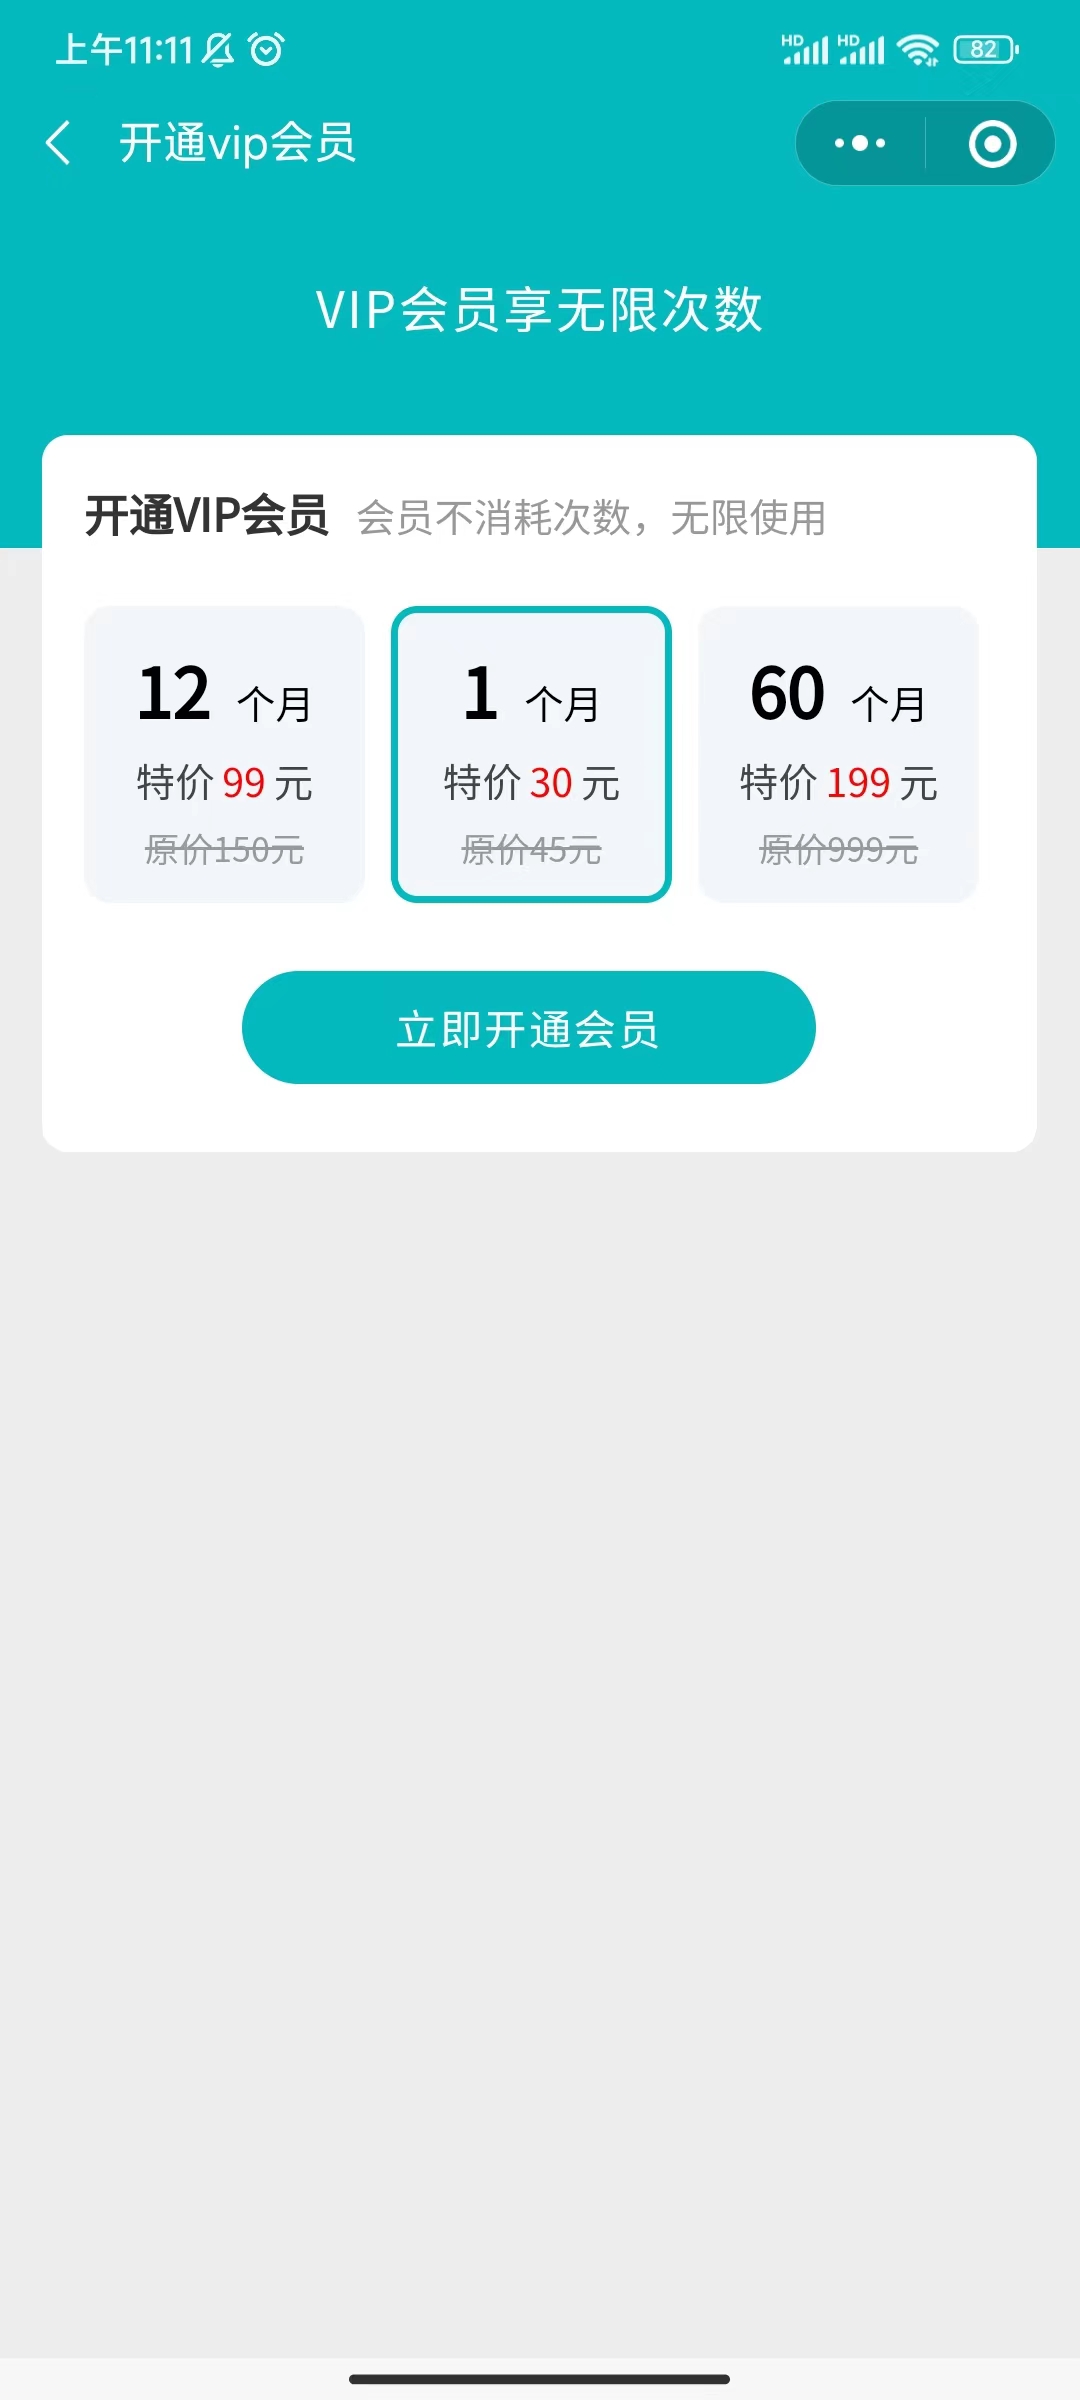 上午11:11 HD HD 82
开通vip会员
VIP会员享无限次数
开通VIP会员 会员不消耗次数，无限使用
12 个月
特价 99 元
原价150元
1 个月
特价 30 元
原价45元
60 个月
特价 199 元
原价999元
立即开通会员